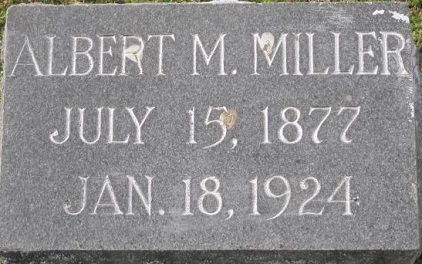 ALBERT M. MILLER
JULY 15, 1877
JAN. 18, 1924